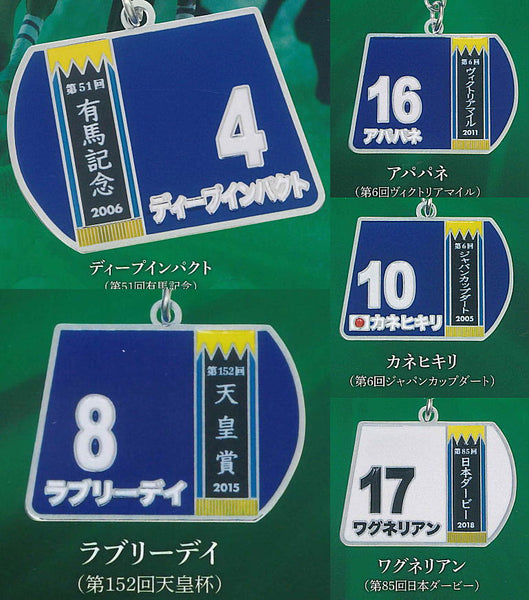 第51回
有馬記念
2006
4
ディープインパクト
ディープインパクト
(第51回有馬記念)
第6回
ヴィクトリアマイル
2011
16
アパパネ
アパパネ
(第6回ヴィクトリアマイル)
第6回
ジャパンカップダート
2005
10
カネヒキリ
カネヒキリ
(第6回ジャパンカップダート)
8
ラブリーデイ
第152回
天皇賞
2015
ラブリーデイ
(第152回天皇杯)
17
ワグネリアン
第85回
日本ダービー
2018
ワグネリアン
(第85回日本ダービー)